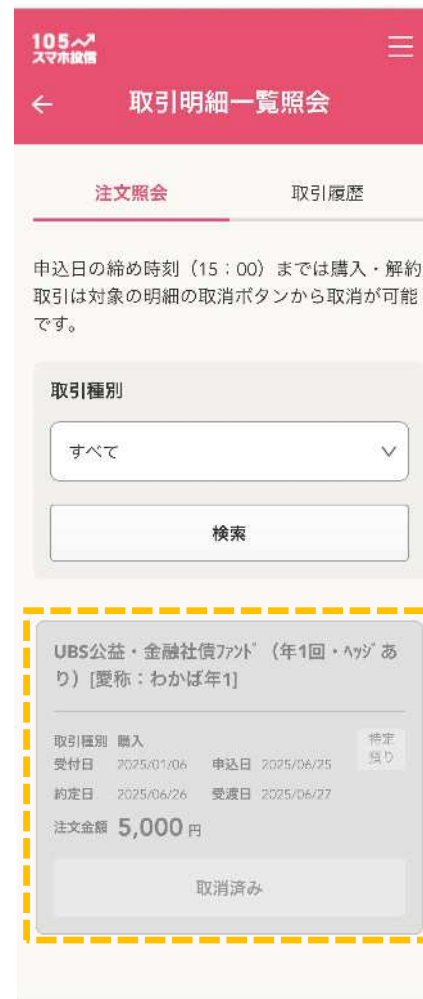 105
スマホ投信
取引明細一覧照会
注文照会 取引履歴
申込日の締め時刻（15：00）までは購入・解約
取引は対象の明細の取消ボタンから取消が可能
です。
取引種別
すべて
検索
UBS公益・金融社債ﾌｧﾝﾄﾞ（年1回・ﾍｯｼﾞあ
り）[愛称：わかば年1]
取引種別 購入 特定
受付日 2025/01/06 申込日 2025/06/25 預り
約定日 2025/06/26 受渡日 2025/06/27
注文金額 5,000 円
取消済み